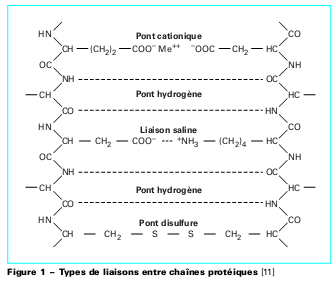 Pont cationique
HN CO
CH — (CH₂)₂ — COO⁻ Me⁺⁺ ⁻OOC — CH₂ — HC
OC NH
NH OC
Pont hydrogène
CH HC
CO HN
HN CO
Liaison saline
CH — CH₂ — COO⁻ --- ⁺NH₃ — (CH₂)₄ — HC
OC NH
NH OC
Pont hydrogène
CH HC
CO HN
HN CO
Pont disulfure
CH — CH₂ — S — S — CH₂ — HC
Figure 1 – Types de liaisons entre chaînes protéiques [11]